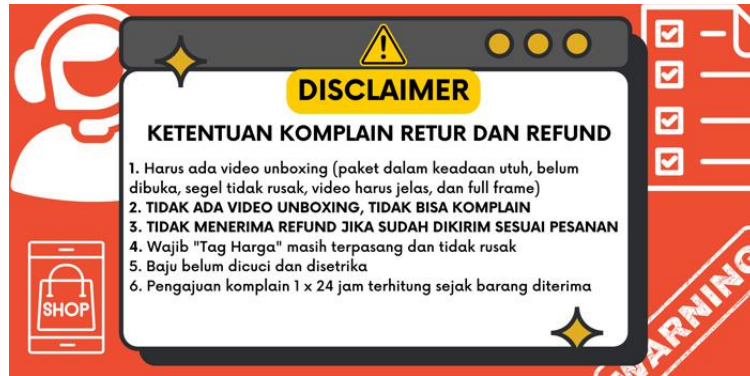 DISCLAIMER
KETENTUAN KOMPLAIN RETUR DAN REFUND
1. Harus ada video unboxing (paket dalam keadaan utuh, belum
dibuka, segel tidak rusak, video harus jelas, dan full frame)
2. TIDAK ADA VIDEO UNBOXING, TIDAK BISA KOMPLAIN
3. TIDAK MENERIMA REFUND JIKA SUDAH DIKIRIM SESUAI PESANAN
4. Wajib "Tag Harga" masih terpasang dan tidak rusak
5. Baju belum dicuci dan disetrika
6. Pengajuan komplain 1 x 24 jam terhitung sejak barang diterima
SHOP
WARNING